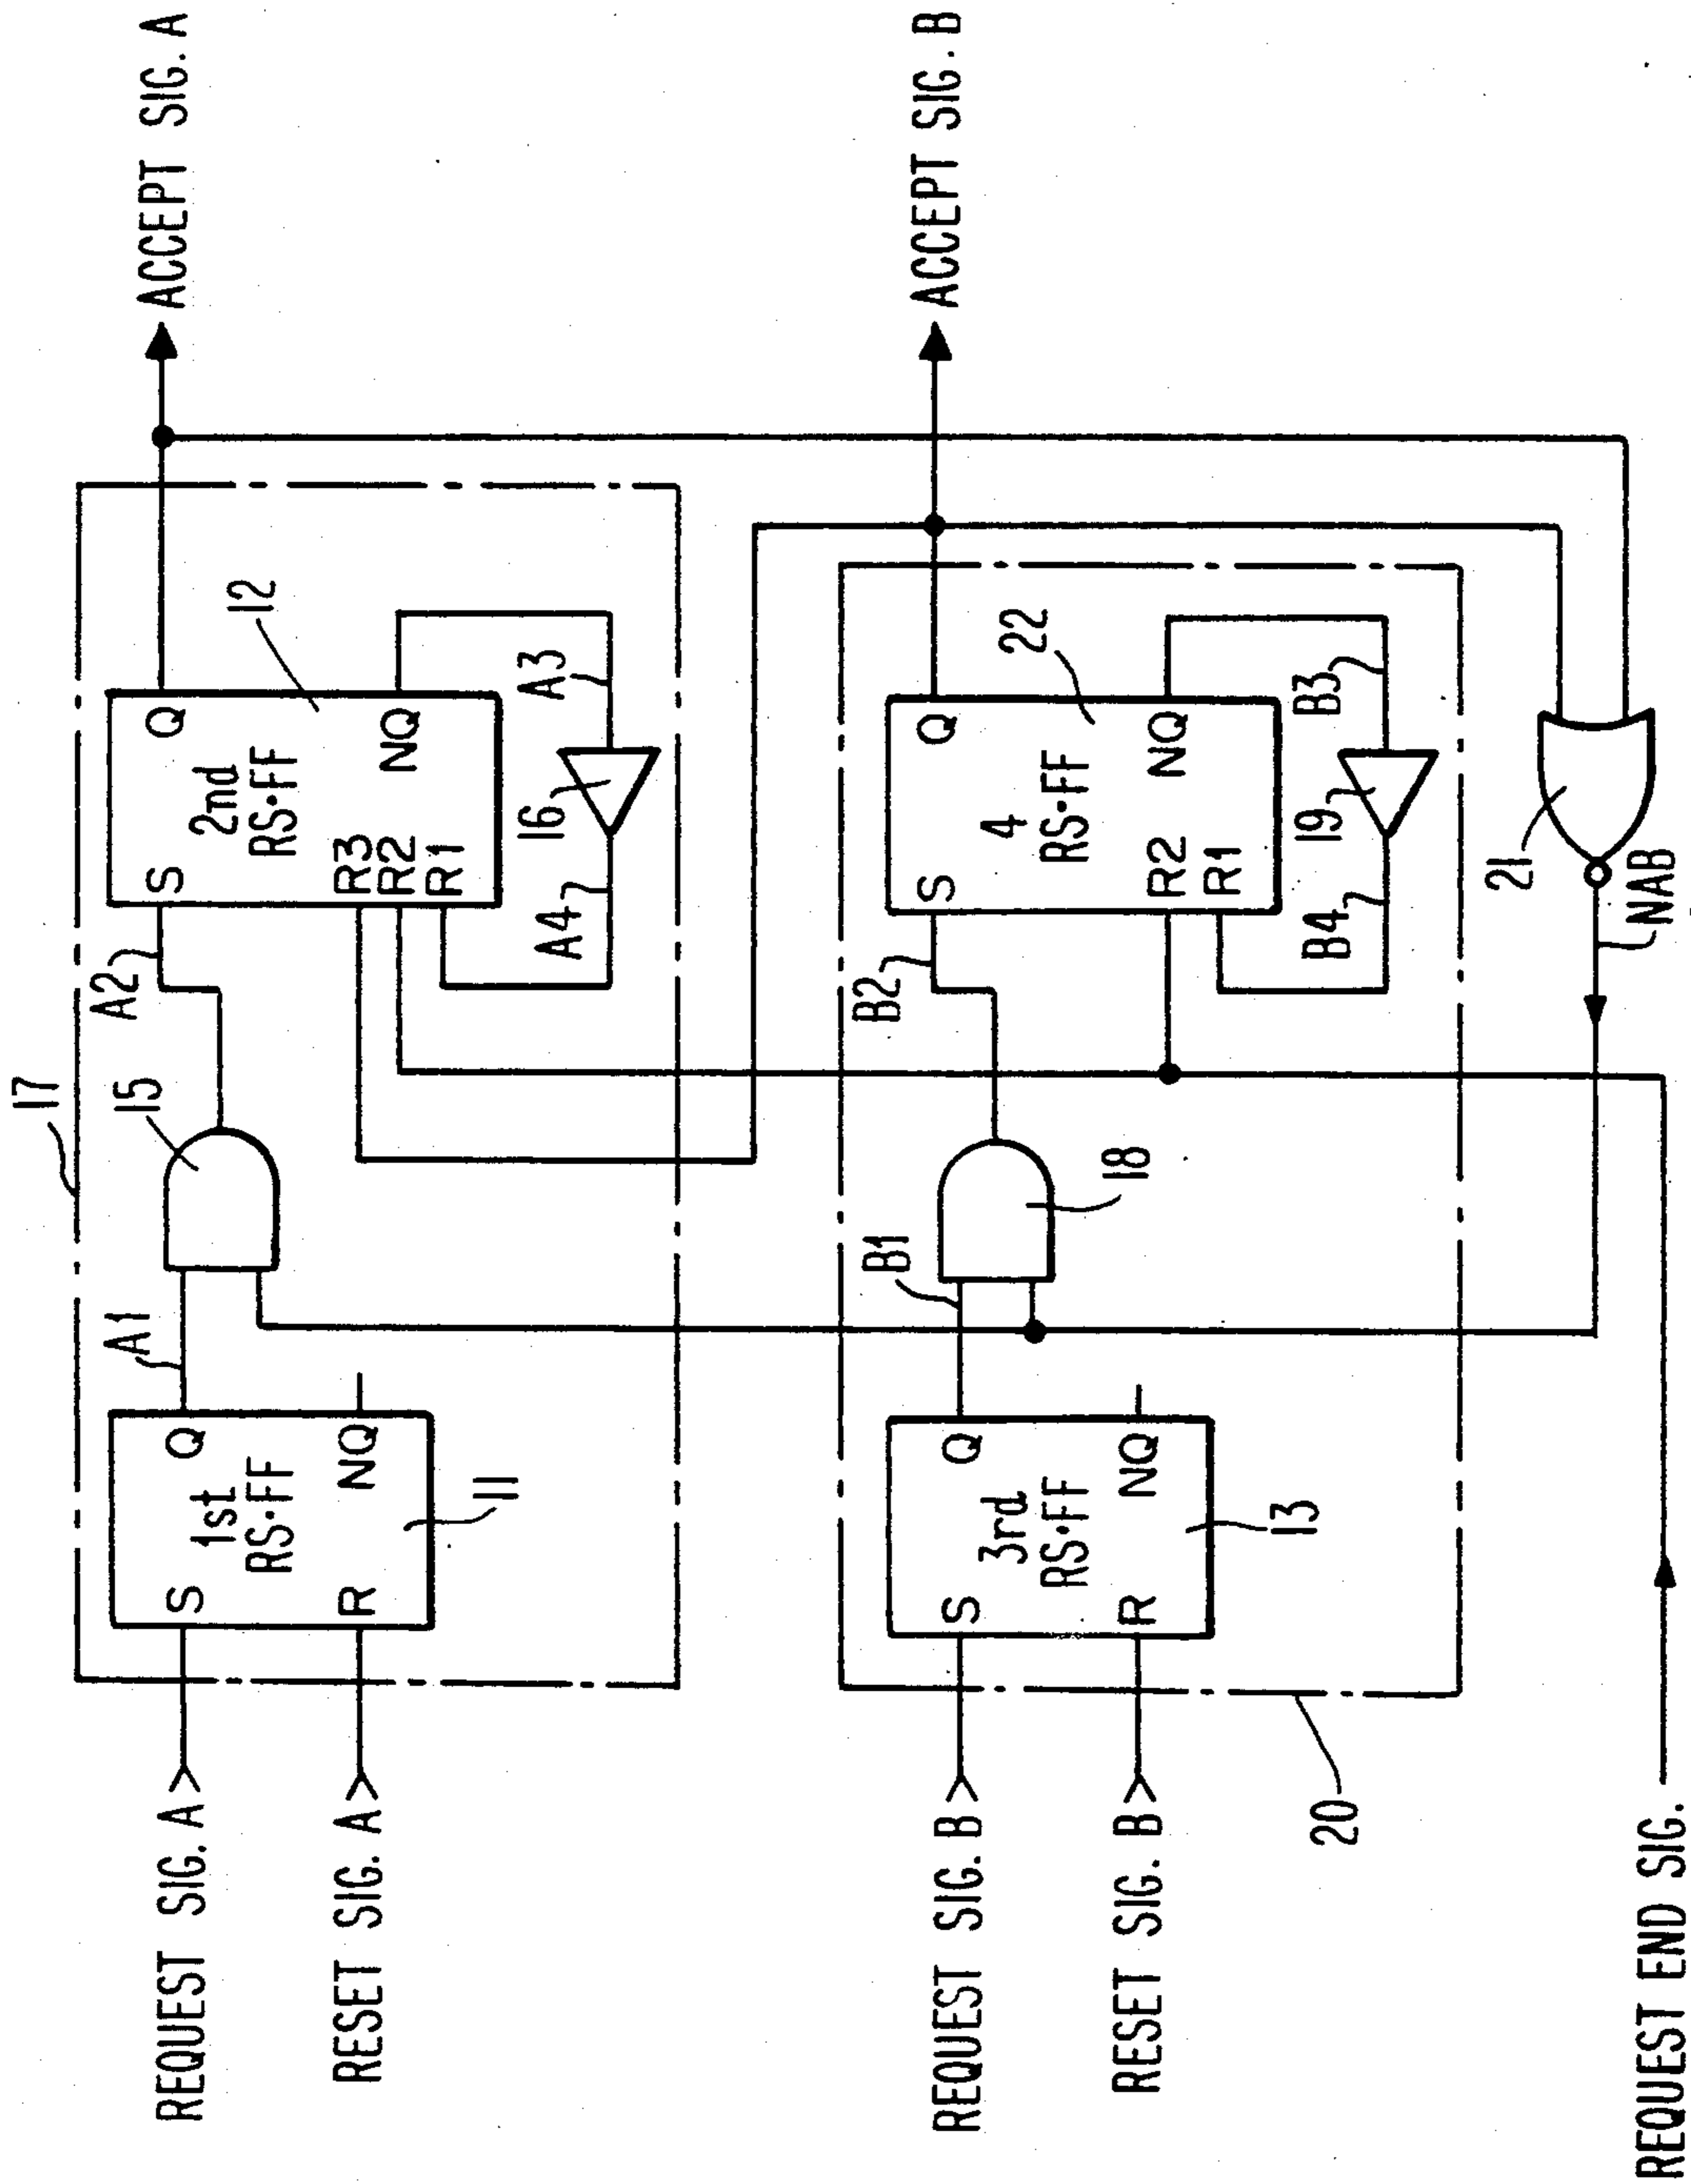 17
REQUEST SIG. A
RESET SIG. A
S
R
1st
RS·FF
Q
NQ
11
A1
15
A2
S
R3
R2
R1
2nd
RS·FF
Q
NQ
12
A4
16
A3
ACCEPT SIG. A
REQUEST SIG. B
RESET SIG. B
S
R
3rd
RS·FF
Q
NQ
13
B1
18
B2
S
R2
R1
4
RS·FF
Q
NQ
22
B4
19
B3
ACCEPT SIG. B
20
NAB
21
REQUEST END SIG.